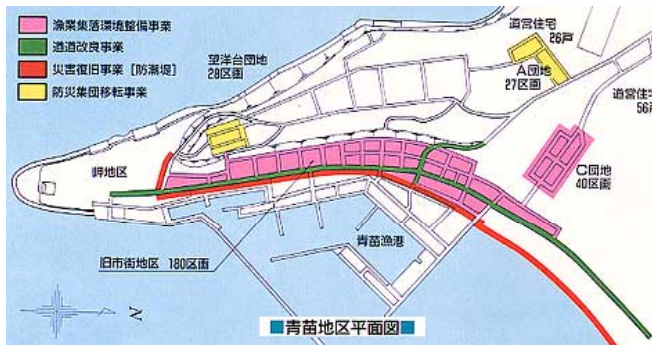 漁業集落環境整備事業
道道改良事業
災害復旧事業[防潮堤]
防災集団移転事業
望洋台団地
28区画
道営住宅
26戸
A団地
27区画
道営住宅
56戸
岬地区
C団地
40区画
青苗漁港
旧市街地区 180区画
N
■青苗地区平面図■